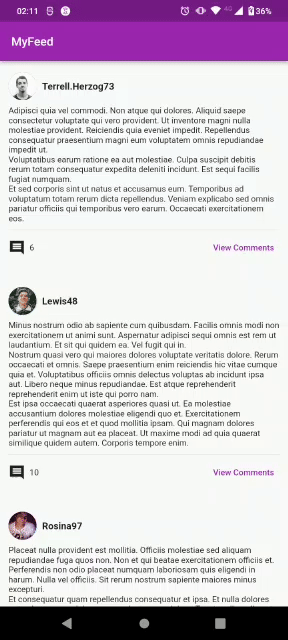 02:11 4G 36%
MyFeed
Terrell.Herzog73
Adipisci quia vel commodi. Non atque qui dolores. Aliquid saepe
consectetur voluptate qui vero provident. Ut inventore magni nulla
molestiae provident. Reiciendis quia eveniet impedit. Repellendus
consequatur praesentium magni eum voluptatem omnis repudiandae
impedit ut.
Voluptatibus earum ratione ea aut molestiae. Culpa suscipit debitis
rerum totam consequatur expedita deleniti incidunt. Est sequi facilis
fugiat numquam.
Et sed corporis sint ut natus et accusamus eum. Temporibus ad
voluptatum totam rerum dicta repellendus. Veniam explicabo sed omnis
pariatur officiis qui temporibus vero earum. Occaecati exercitationem
eos.
6 View Comments
Lewis48
Minus nostrum odio ab sapiente cum quibusdam. Facilis omnis modi non
exercitationem ut animi sunt. Aspernatur adipisci sequi omnis est rem ut
laudantium. Et sit qui quidem ea. Vel fugit qui in.
Nostrum quasi vero qui maiores dolores voluptate veritatis dolore. Rerum
occaecati et omnis. Saepe praesentium enim reiciendis hic vitae cumque
quia et. Voluptatibus officiis omnis delectus voluptas ab incidunt ipsa
aut. Libero neque minus repudiandae. Est atque reprehenderit
reprehenderit enim ut iste qui porro nam.
Est ipsa occaecati quaerat asperiores quasi ut. Ea molestiae
accusantium dolores molestiae eligendi quo et. Exercitationem
perferendis qui eos et et quod mollitia ipsam. Qui magnam dolores
pariatur ut magnam aut ea placeat. Ut maxime modi ad quia quaerat
similique quidem autem. Corporis tempore enim.
10 View Comments
Rosina97
Placeat nulla provident est mollitia. Officiis molestiae sed aliquam
repudiandae fuga quos non. Non et qui beatae exercitationem officiis et.
Perferendis non odio placeat numquam laboriosam quis eligendi in
harum. Nulla vel officiis. Sit rerum nostrum sapiente maiores minus
excepturi.
Et consequatur quam repellendus consequatur et ipsa. Et nulla dolores